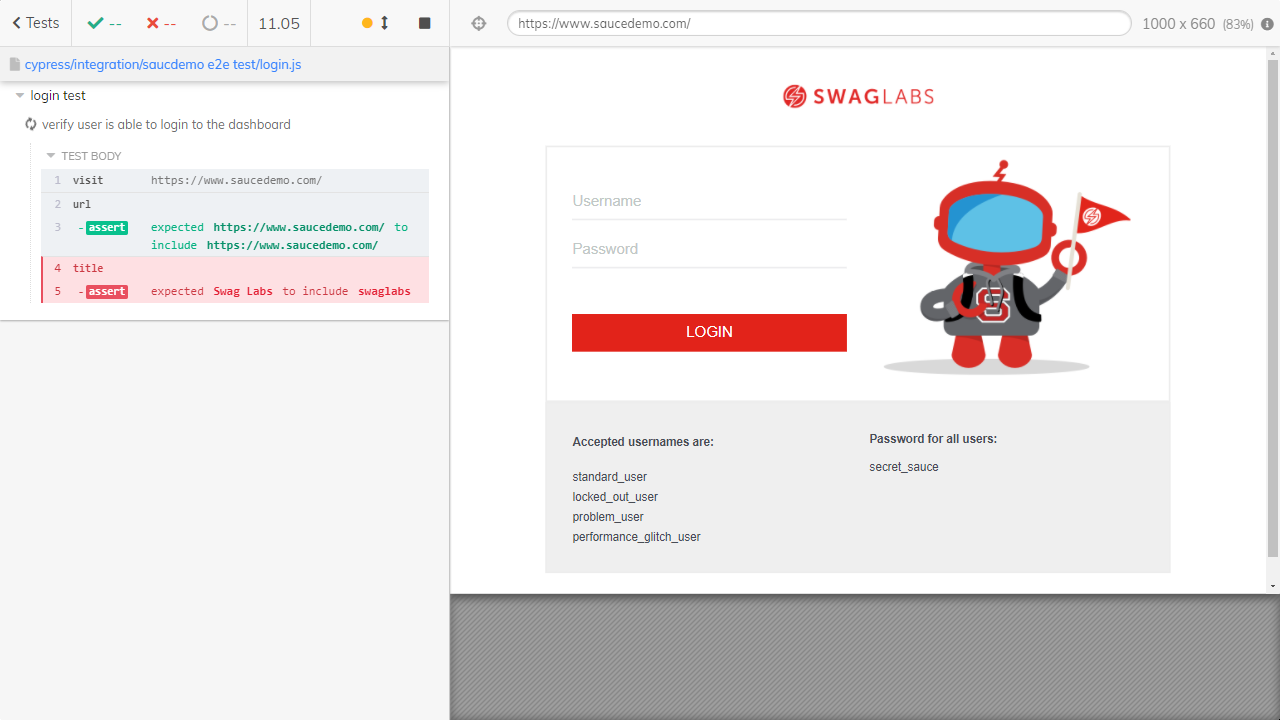 Tests -- -- -- 11.05
https://www.saucedemo.com/ 1000 x 660 (83%)
cypress/integration/saucdemo e2e test/login.js
login test
verify user is able to login to the dashboard
TEST BODY
1 visit https://www.saucedemo.com/
2 url
3 -assert expected https://www.saucedemo.com/ to
include https://www.saucedemo.com/
4 title
5 -assert expected Swag Labs to include swaglabs
SWAGLABS
Username
Password
LOGIN
S
Accepted usernames are:
standard_user
locked_out_user
problem_user
performance_glitch_user
Password for all users:
secret_sauce